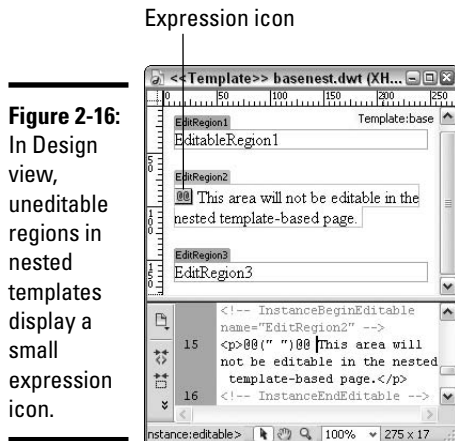 Expression icon
Figure 2-16:
In Design
view,
uneditable
regions in
nested
templates
display a
small
expression
icon.
<<Template>> basenest.dwt (XH...
0 50 100 150 200 250
EditRegion1 Template:base
EditableRegion1
EditRegion2
@@ This area will not be editable in the
nested template-based page.
EditRegion3
EditRegion3
50
100
150
<!-- InstanceBeginEditable
name="EditRegion2" -->
15 <p>@@(" ")@@ This area will
not be editable in the nested
template-based page.</p>
16 <!-- InstanceEndEditable -->
nstance:editable> 100% 275 x 17